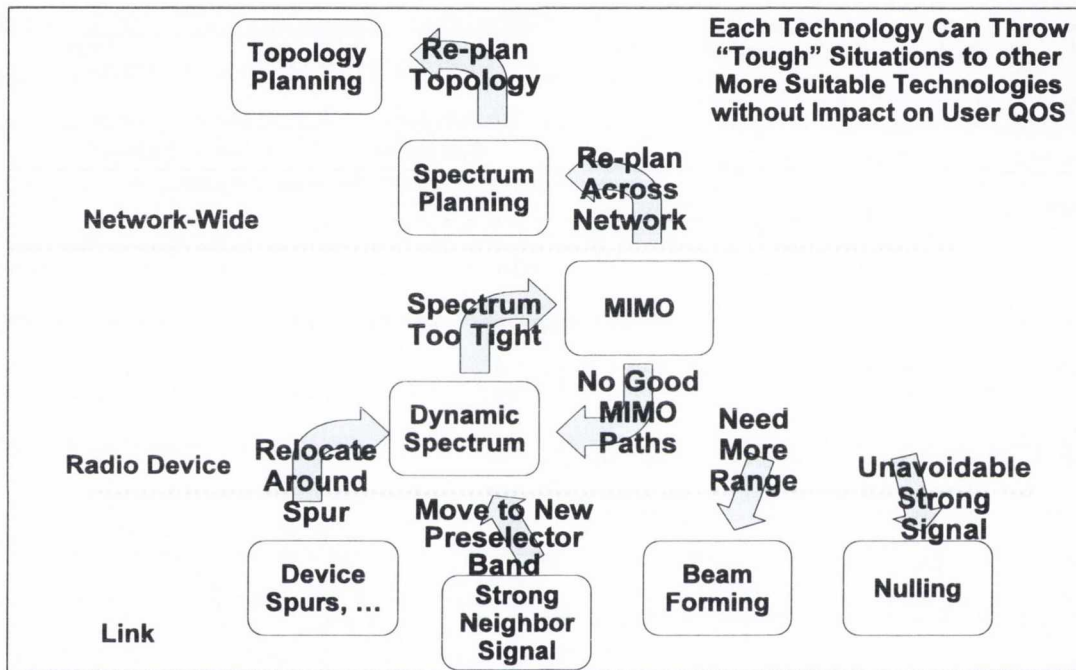 Each Technology Can Throw
“Tough” Situations to other
More Suitable Technologies
without Impact on User QOS
Topology
Planning
Re-plan
Topology
Spectrum
Planning
Re-plan
Across
Network
Network-Wide
Spectrum
Too Tight
MIMO
Dynamic
Spectrum
No Good
MIMO
Paths
Radio Device
Relocate
Around
Spur
Move to New
Preselector
Band
Need
More
Range
Unavoidable
Strong
Signal
Device
Spurs, ...
Strong
Neighbor
Signal
Beam
Forming
Nulling
Link